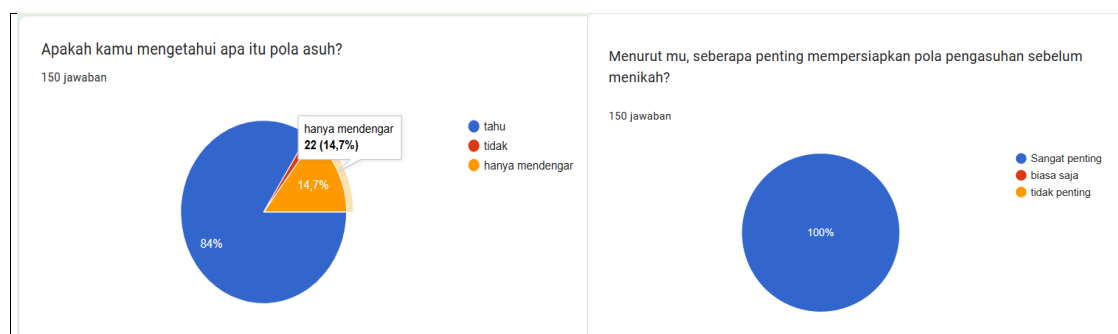 Apakah kamu mengetahui apa itu pola asuh?
150 jawaban
hanya mendengar
22 (14,7%)
14,7%
84%
tahu
tidak
hanya mendengar
Menurut mu, seberapa penting mempersiapkan pola pengasuhan sebelum
menikah?
150 jawaban
100%
Sangat penting
biasa saja
tidak penting